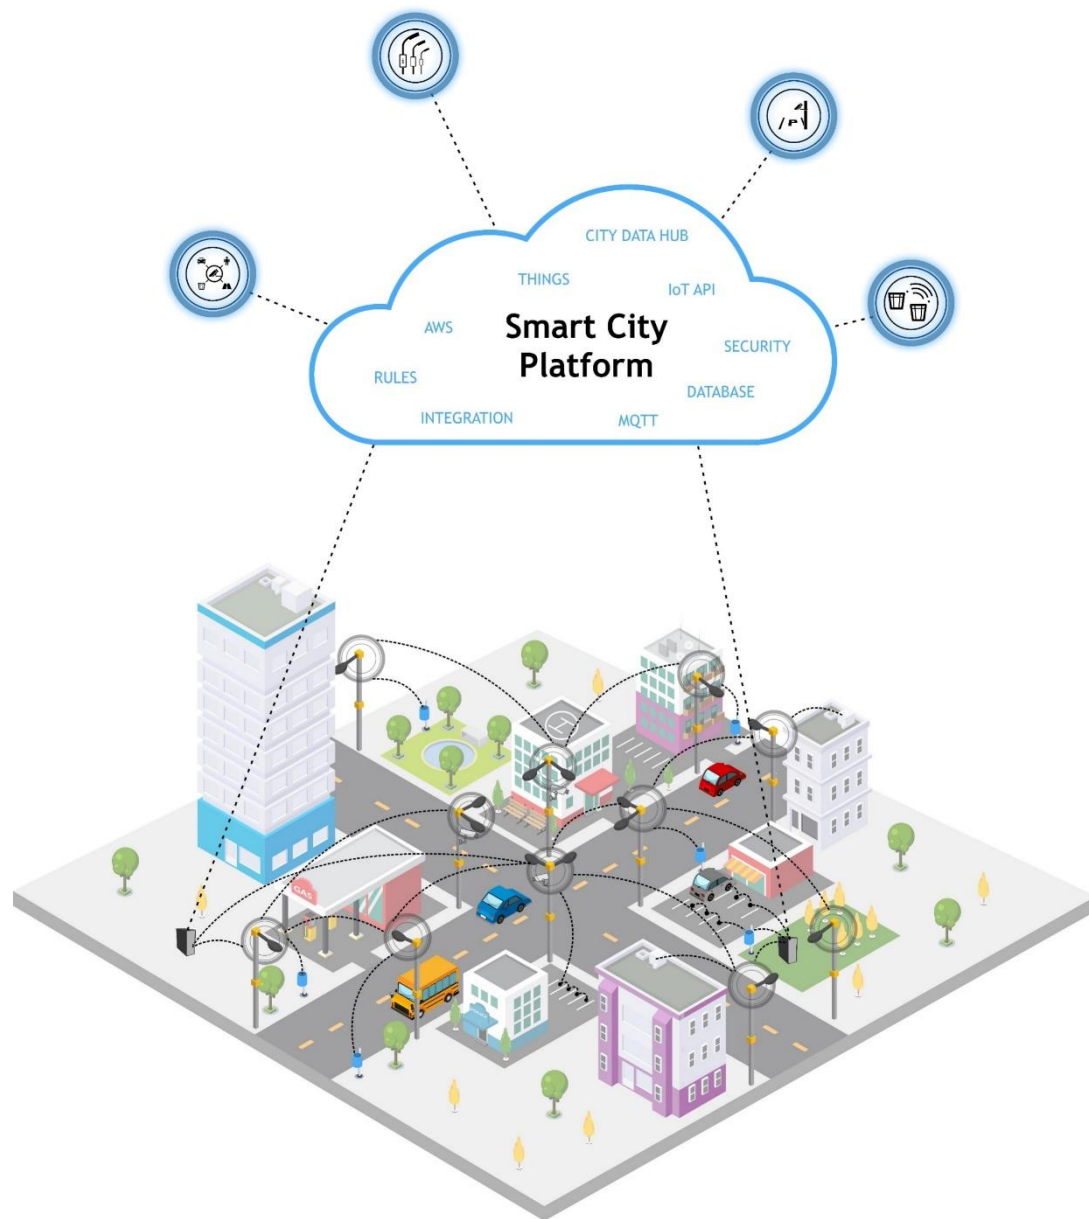 CITY DATA HUB
THINGS
IoT API
AWS
Smart City
Platform
SECURITY
RULES
DATABASE
INTEGRATION
MQTT
GAS